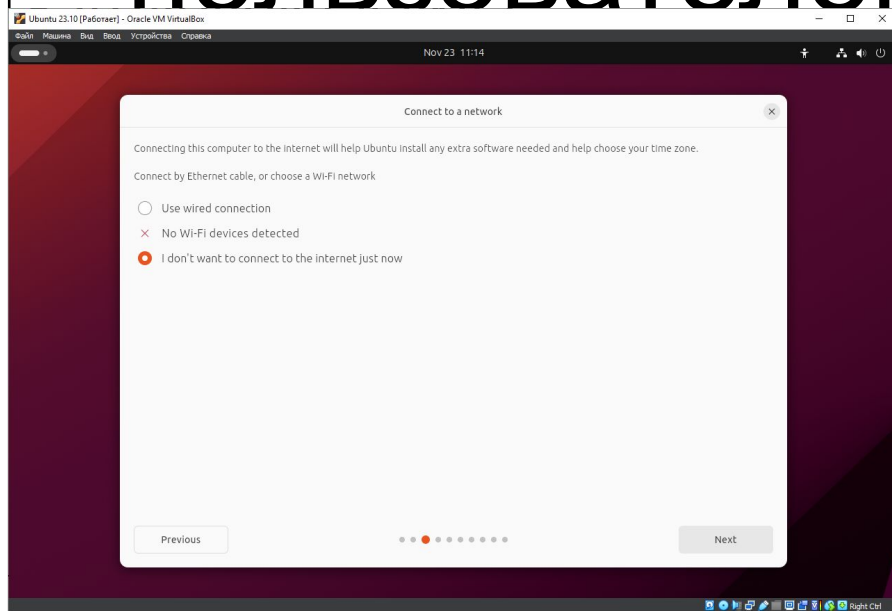 Ubuntu 23.10 [Работает] - Oracle VM VirtualBox
Файл Машина Вид Ввод Устройства Справка
Nov 23 11:14
Connect to a network
Connecting this computer to the internet will help Ubuntu install any extra software needed and help choose your time zone.
Connect by Ethernet cable, or choose a Wi-Fi network
Use wired connection
No Wi-Fi devices detected
I don't want to connect to the internet just now
Previous
Next
Right Ctrl